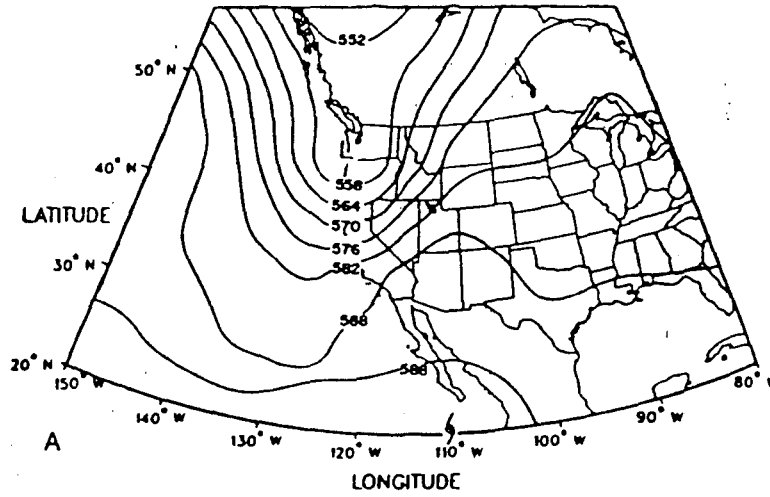 552
50° N
40° N
558
564
LATITUDE
570
576
30° N
582
588
20° N
588
150° W
80° W
140° W
90° W
A
130° W
100° W
120° W
110° W
LONGITUDE